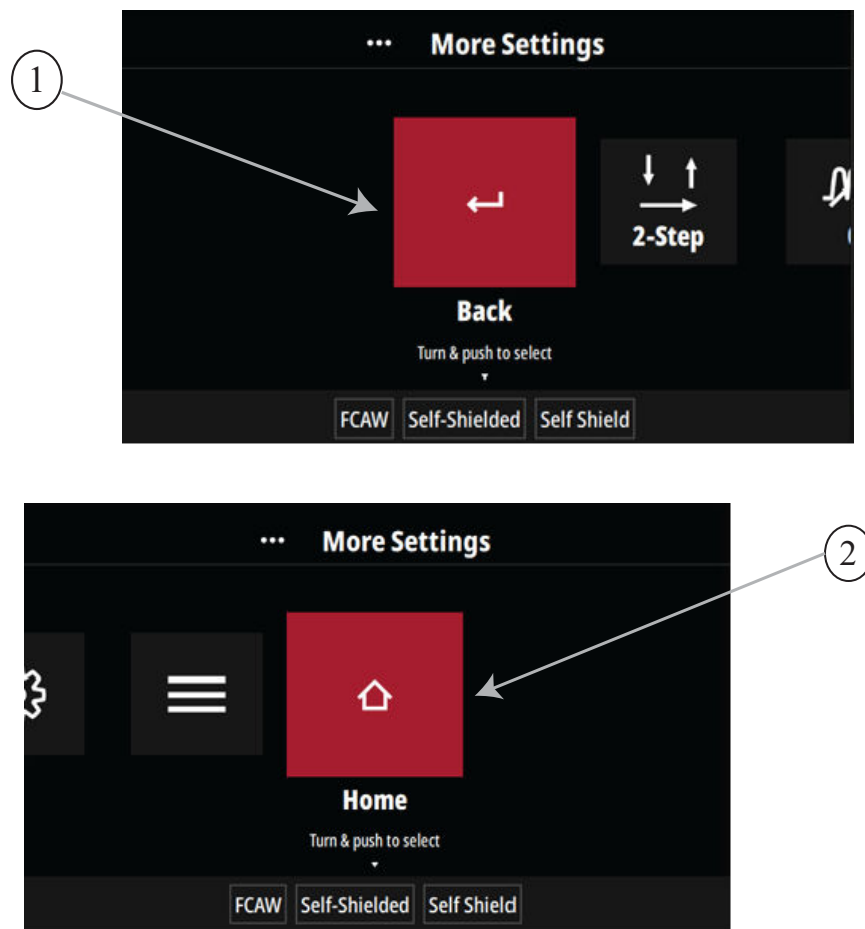 1
... More Settings
2-Step
Back
Turn & push to select
FCAW Self-Shielded Self Shield
... More Settings
2
Home
Turn & push to select
FCAW Self-Shielded Self Shield